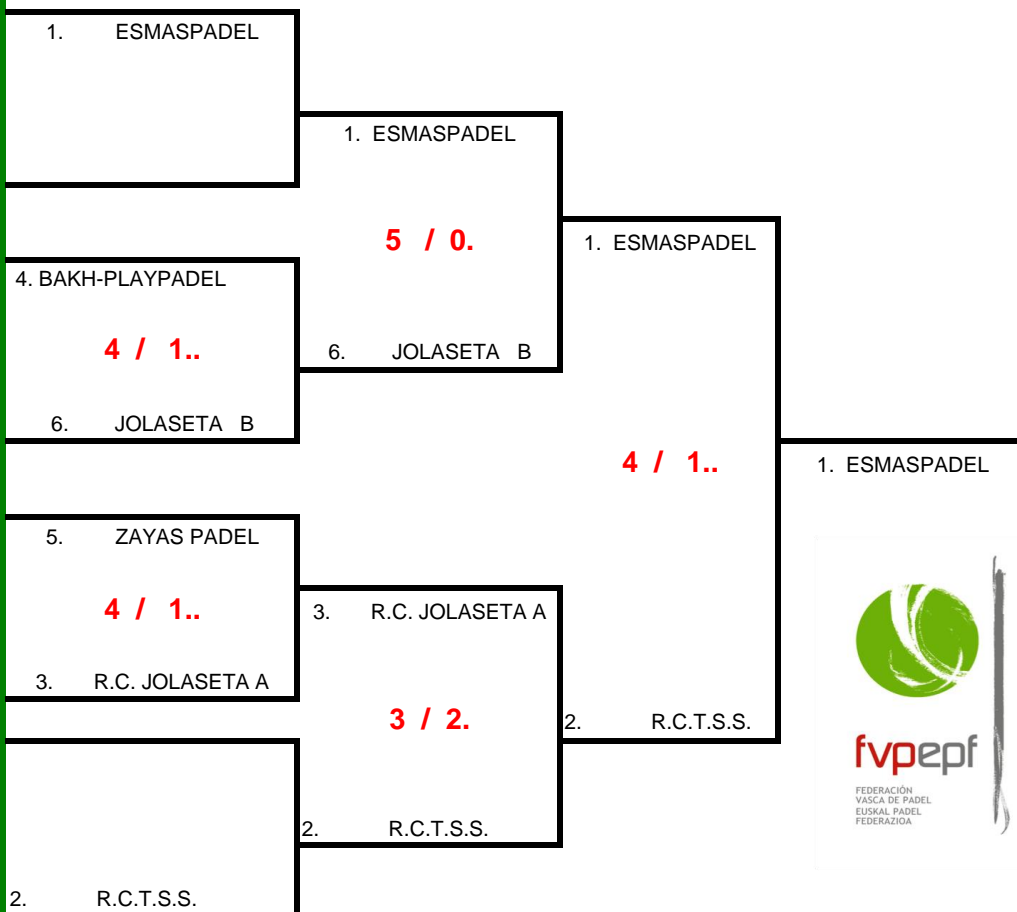 1. ESMASPADEL
1. ESMASPADEL
5 / 0.
1. ESMASPADEL
4. BAKH-PLAYPADEL
4 / 1..
6. JOLASETA B
6. JOLASETA B
4 / 1..
1. ESMASPADEL
5. ZAYAS PADEL
4 / 1..
3. R.C. JOLASETA A
3. R.C. JOLASETA A
3 / 2.
2. R.C.T.S.S.
2. R.C.T.S.S.
2. R.C.T.S.S.
fvpepf
FEDERACIÓN
VASCA DE PADEL
EUSKAL PADEL
FEDERAZIOA